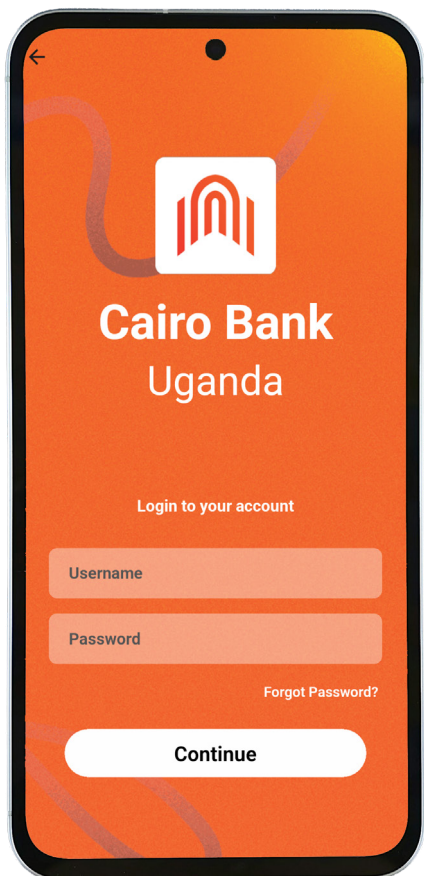 Cairo Bank
Uganda
Login to your account
Username
Password
Forgot Password?
Continue